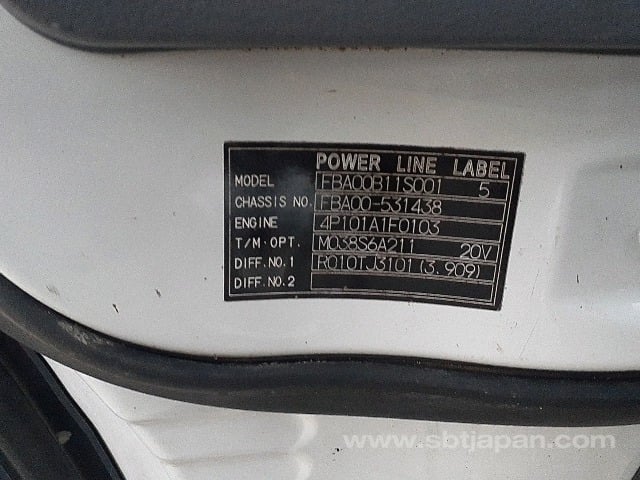 POWER LINE LABEL
MODEL FBA00B11S001 5
CHASSIS NO. FBA00-531438
ENGINE 4P101A1F0103
T/M·OPT. M038S6A211 20V
DIFF.NO.1 R010TJ3101(3.909)
DIFF.NO.2
www.sbtjapan.com